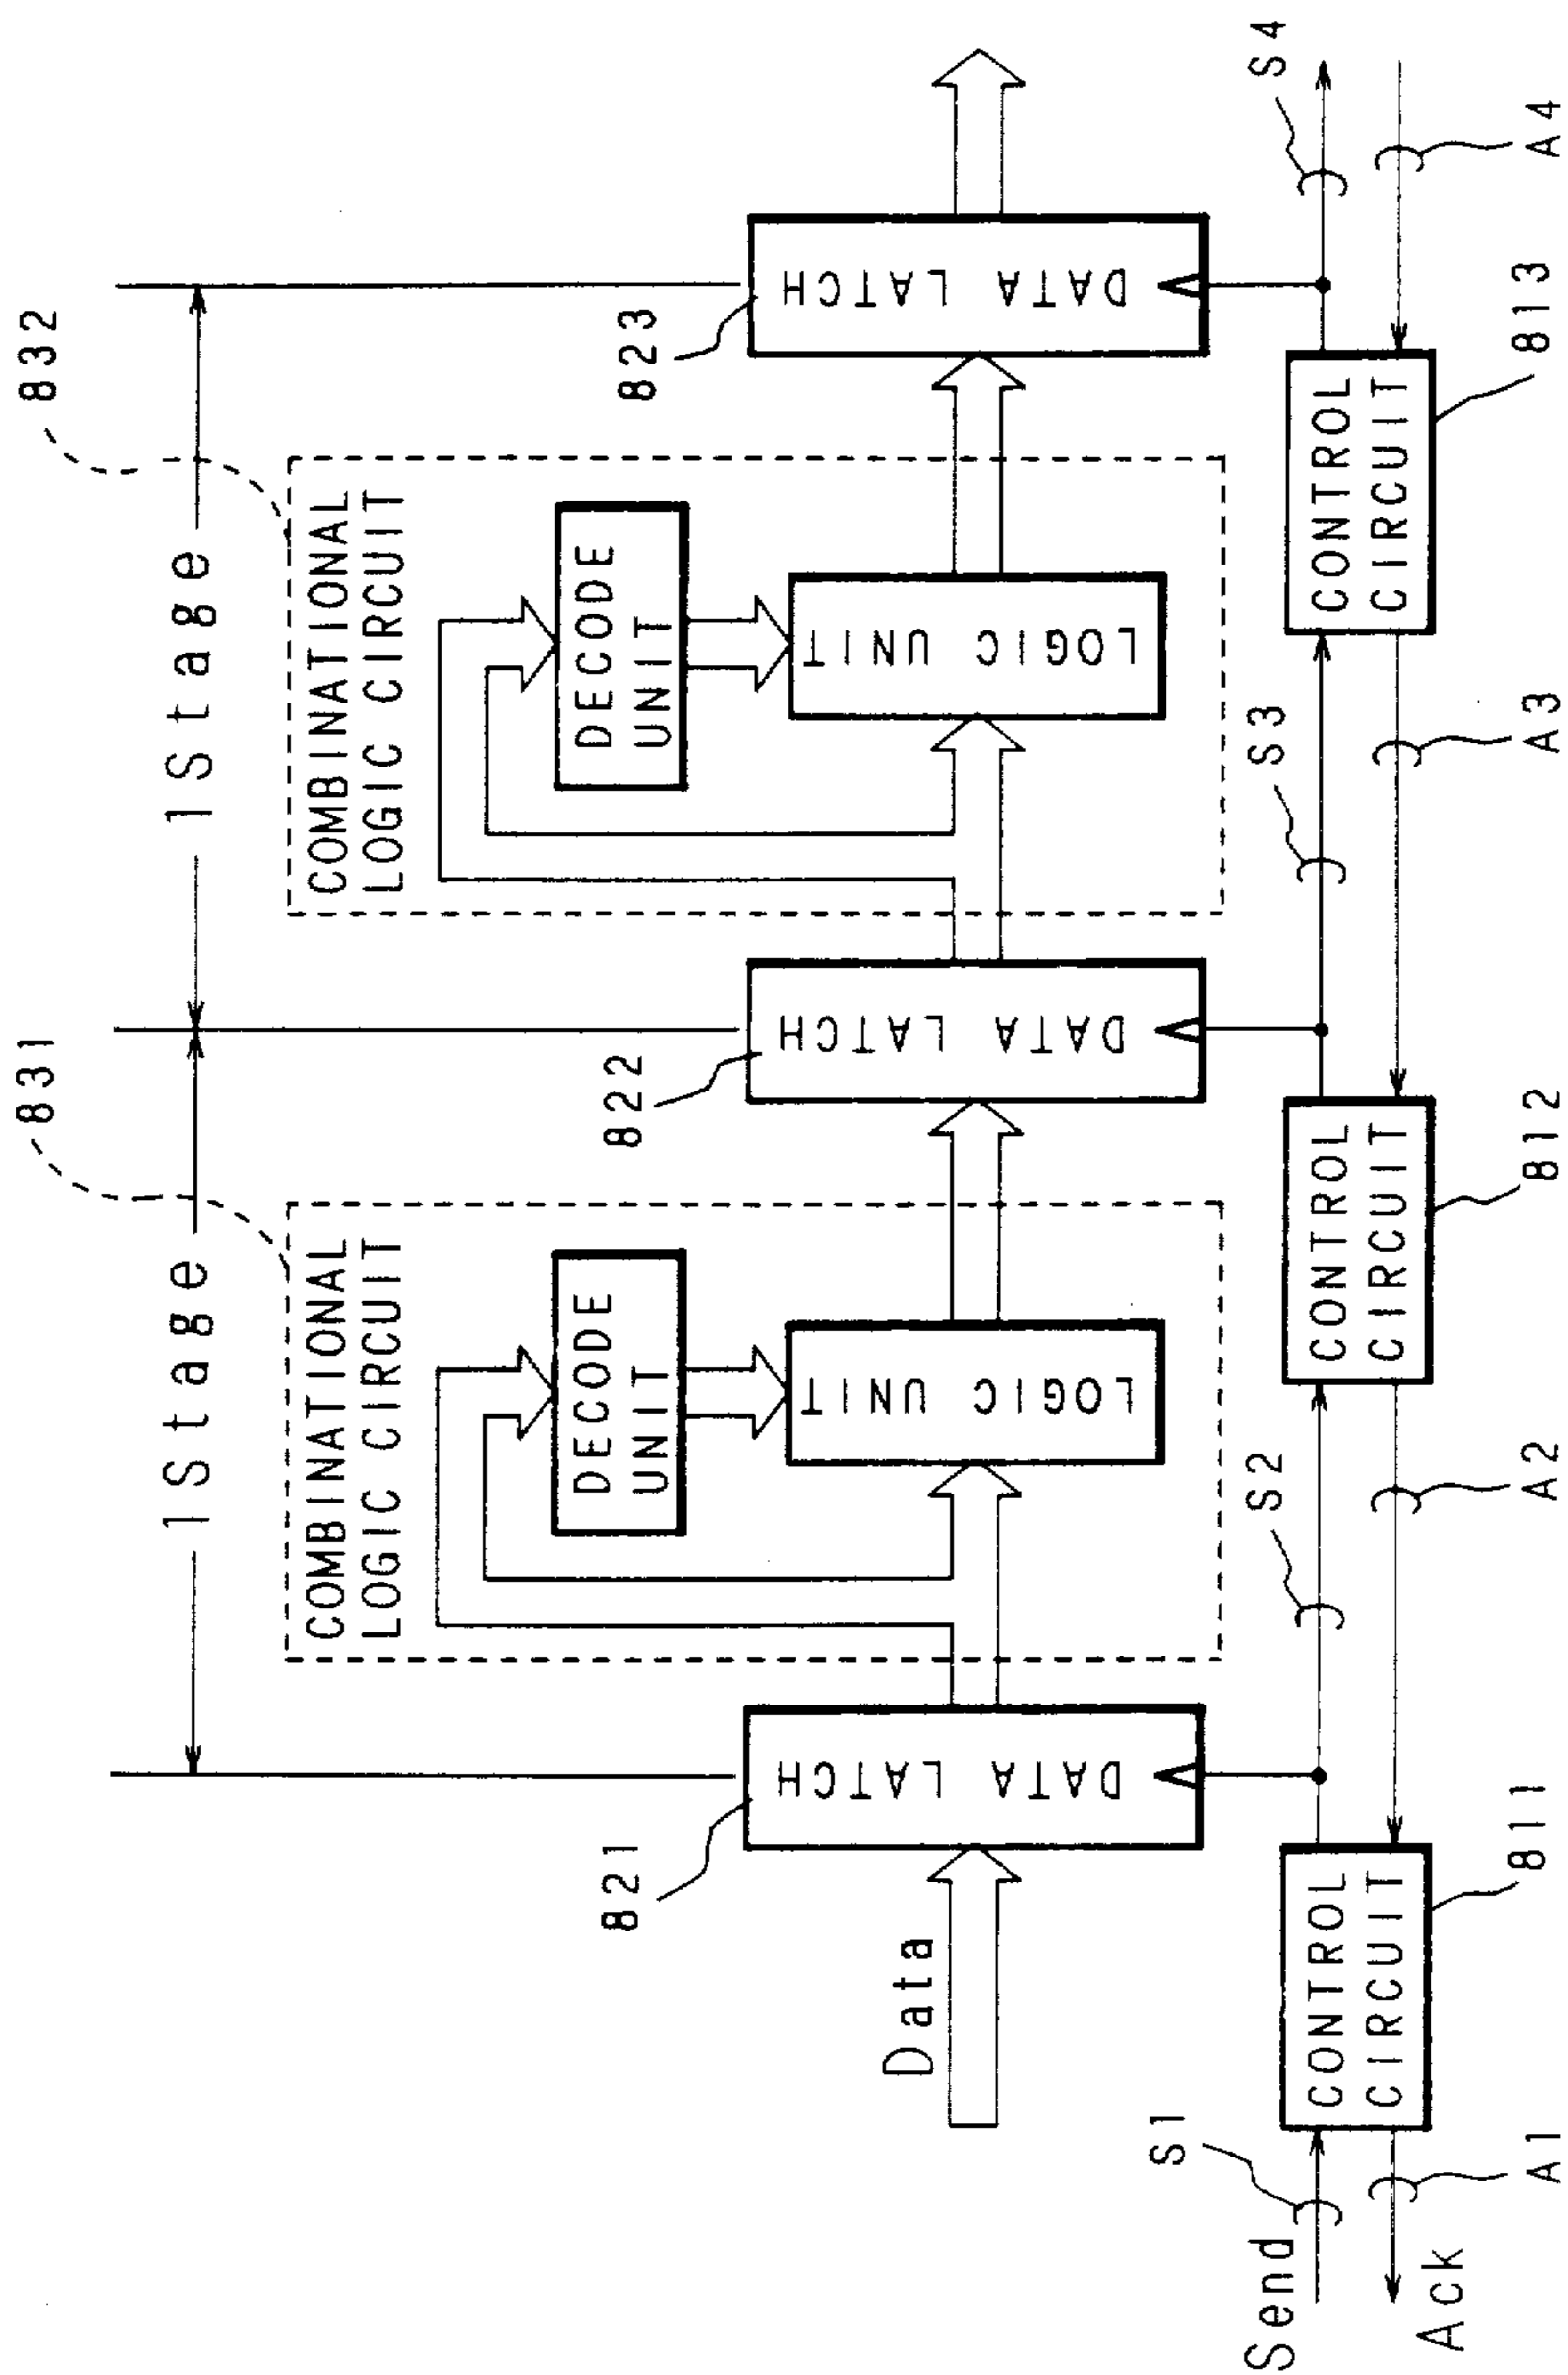 831
832
1Stage
1Stage
COMBINATIONAL
LOGIC CIRCUIT
COMBINATIONAL
LOGIC CIRCUIT
DECODE
UNIT
DECODE
UNIT
821
822
823
Data
DATA LATCH
LOGIC UNIT
DATA LATCH
LOGIC UNIT
DATA LATCH
S1
S2
S3
S4
Send
CONTROL
CIRCUIT
CONTROL
CIRCUIT
CONTROL
CIRCUIT
Ack
A1
811
A2
812
A3
813
A4